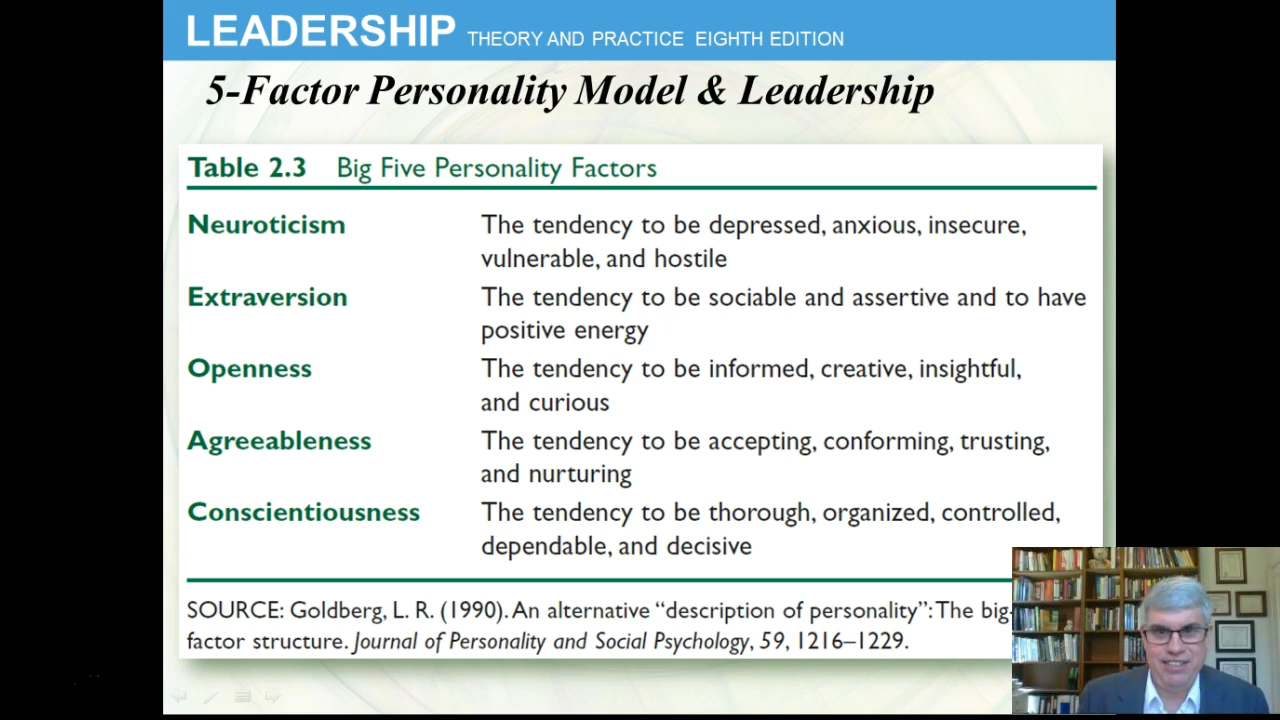 LEADERSHIP THEORY AND PRACTICE EIGHTH EDITION
5-Factor Personality Model & Leadership
Table 2.3 Big Five Personality Factors
Neuroticism The tendency to be depressed, anxious, insecure,
vulnerable, and hostile
Extraversion The tendency to be sociable and assertive and to have
positive energy
Openness The tendency to be informed, creative, insightful,
and curious
Agreeableness The tendency to be accepting, conforming, trusting,
and nurturing
Conscientiousness The tendency to be thorough, organized, controlled,
dependable, and decisive
SOURCE: Goldberg, L. R. (1990). An alternative “description of personality”: The big-
factor structure. Journal of Personality and Social Psychology, 59, 1216–1229.